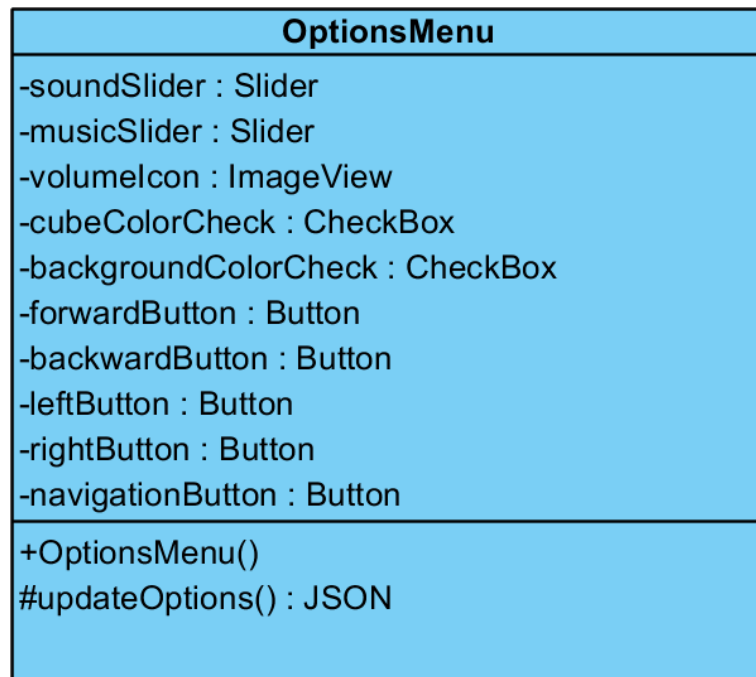 OptionsMenu
-soundSlider : Slider
-musicSlider : Slider
-volumeIcon : ImageView
-cubeColorCheck : CheckBox
-backgroundColorCheck : CheckBox
-forwardButton : Button
-backwardButton : Button
-leftButton : Button
-rightButton : Button
-navigationButton : Button
+OptionsMenu()
#updateOptions() : JSON